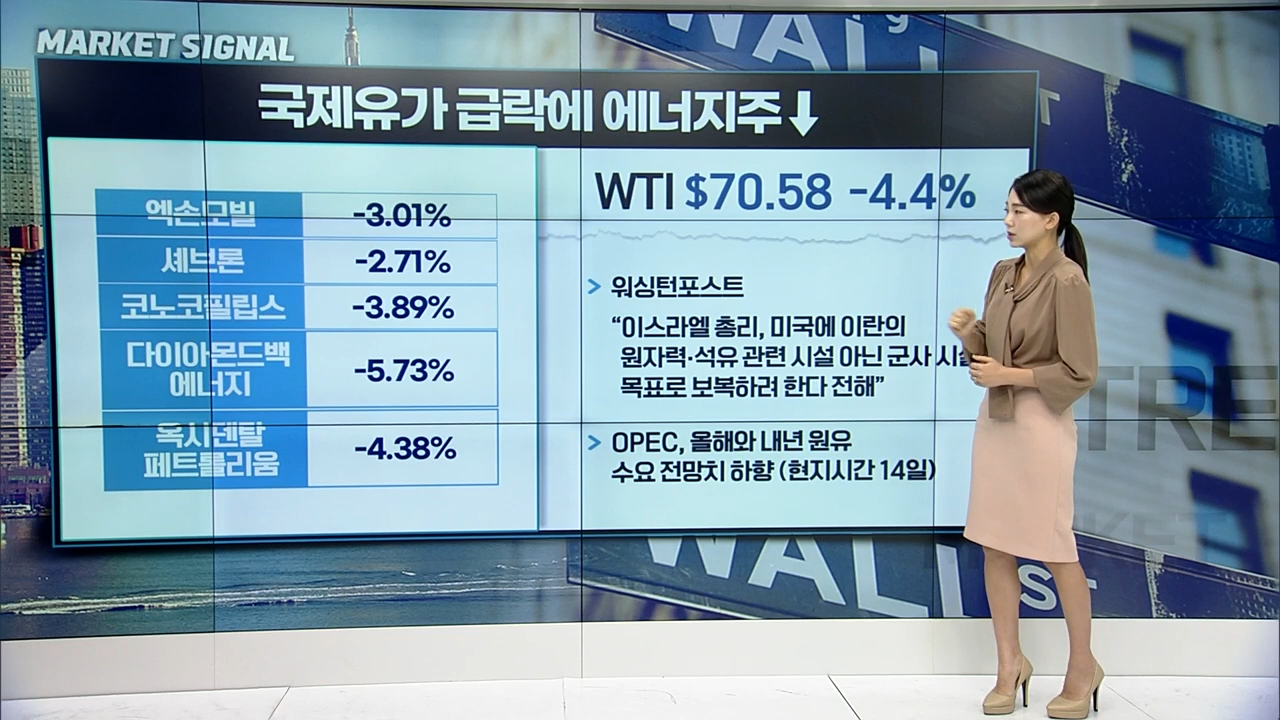 MARKET SIGNAL
국제유가 급락에 에너지주↓
엑손모빌 -3.01%
셰브론 -2.71%
코노코필립스 -3.89%
다이아몬드백
에너지 -5.73%
옥시덴탈
페트롤리움 -4.38%
WTI $70.58 -4.4%
> 워싱턴포스트
“이스라엘 총리, 미국에 이란의
원자력·석유 관련 시설 아닌 군사 시설
목표로 보복하려 한다 전해”
> OPEC, 올해와 내년 원유
수요 전망치 하향 (현지시간 14일)
WALL
WALL
ST
TRE